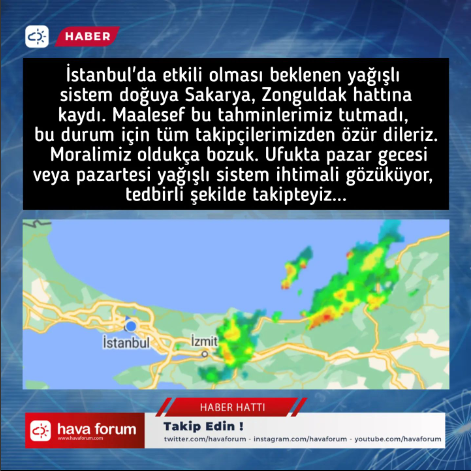 HABER
İstanbul'da etkili olması beklenen yağışlı
sistem doğuya Sakarya, Zonguldak hattına
kaydı. Maalesef bu tahminlerimiz tutmadı,
bu durum için tüm takipçilerimizden özür dileriz.
Moralimiz oldukça bozuk. Ufukta pazar gecesi
veya pazartesi yağışlı sistem ihtimali gözüküyor,
tedbirli şekilde takipteyiz...
İstanbul
İzmit
HABER HATTI
hava forum
www.havaforum.com
Takip Edin !
twitter.com/havaforum - instagram.com/havaforum - youtube.com/havaforum